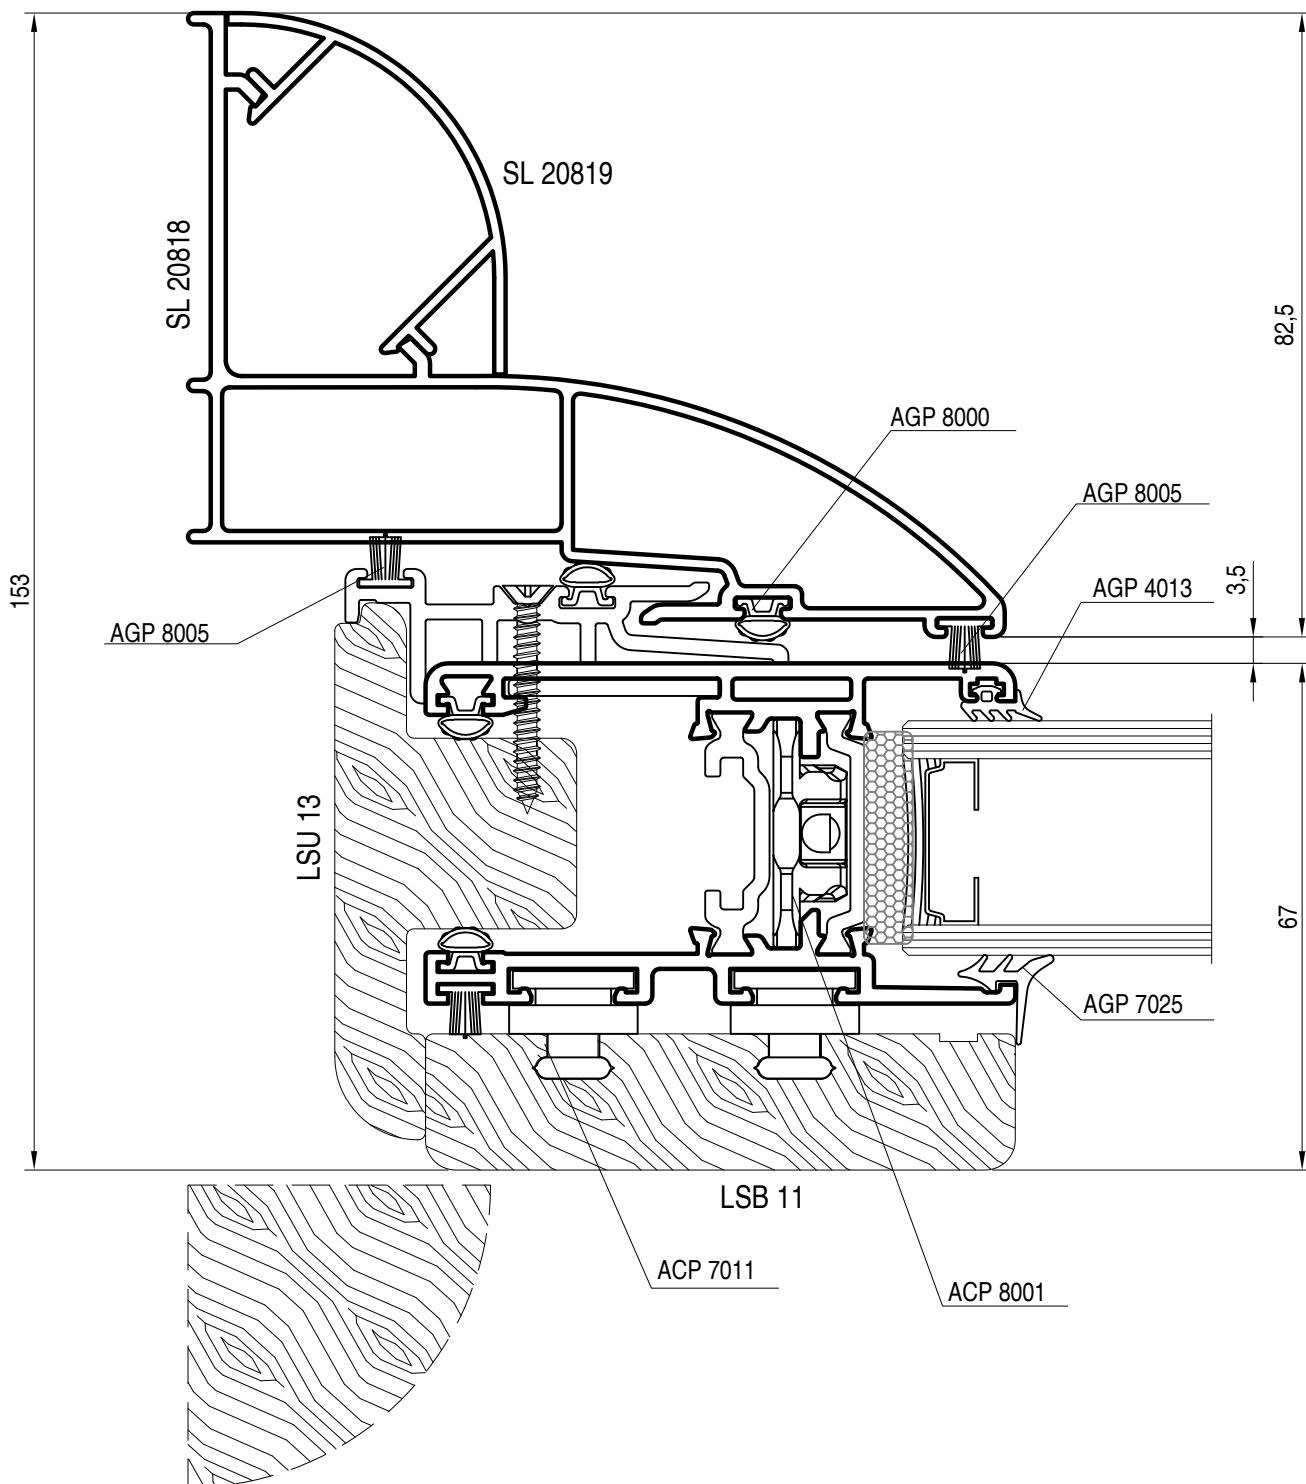 SL 20819
SL 20818
82,5
AGP 8000
AGP 8005
153
3,5
AGP 4013
AGP 8005
LSU 13
67
AGP 7025
LSB 11
ACP 7011
ACP 8001